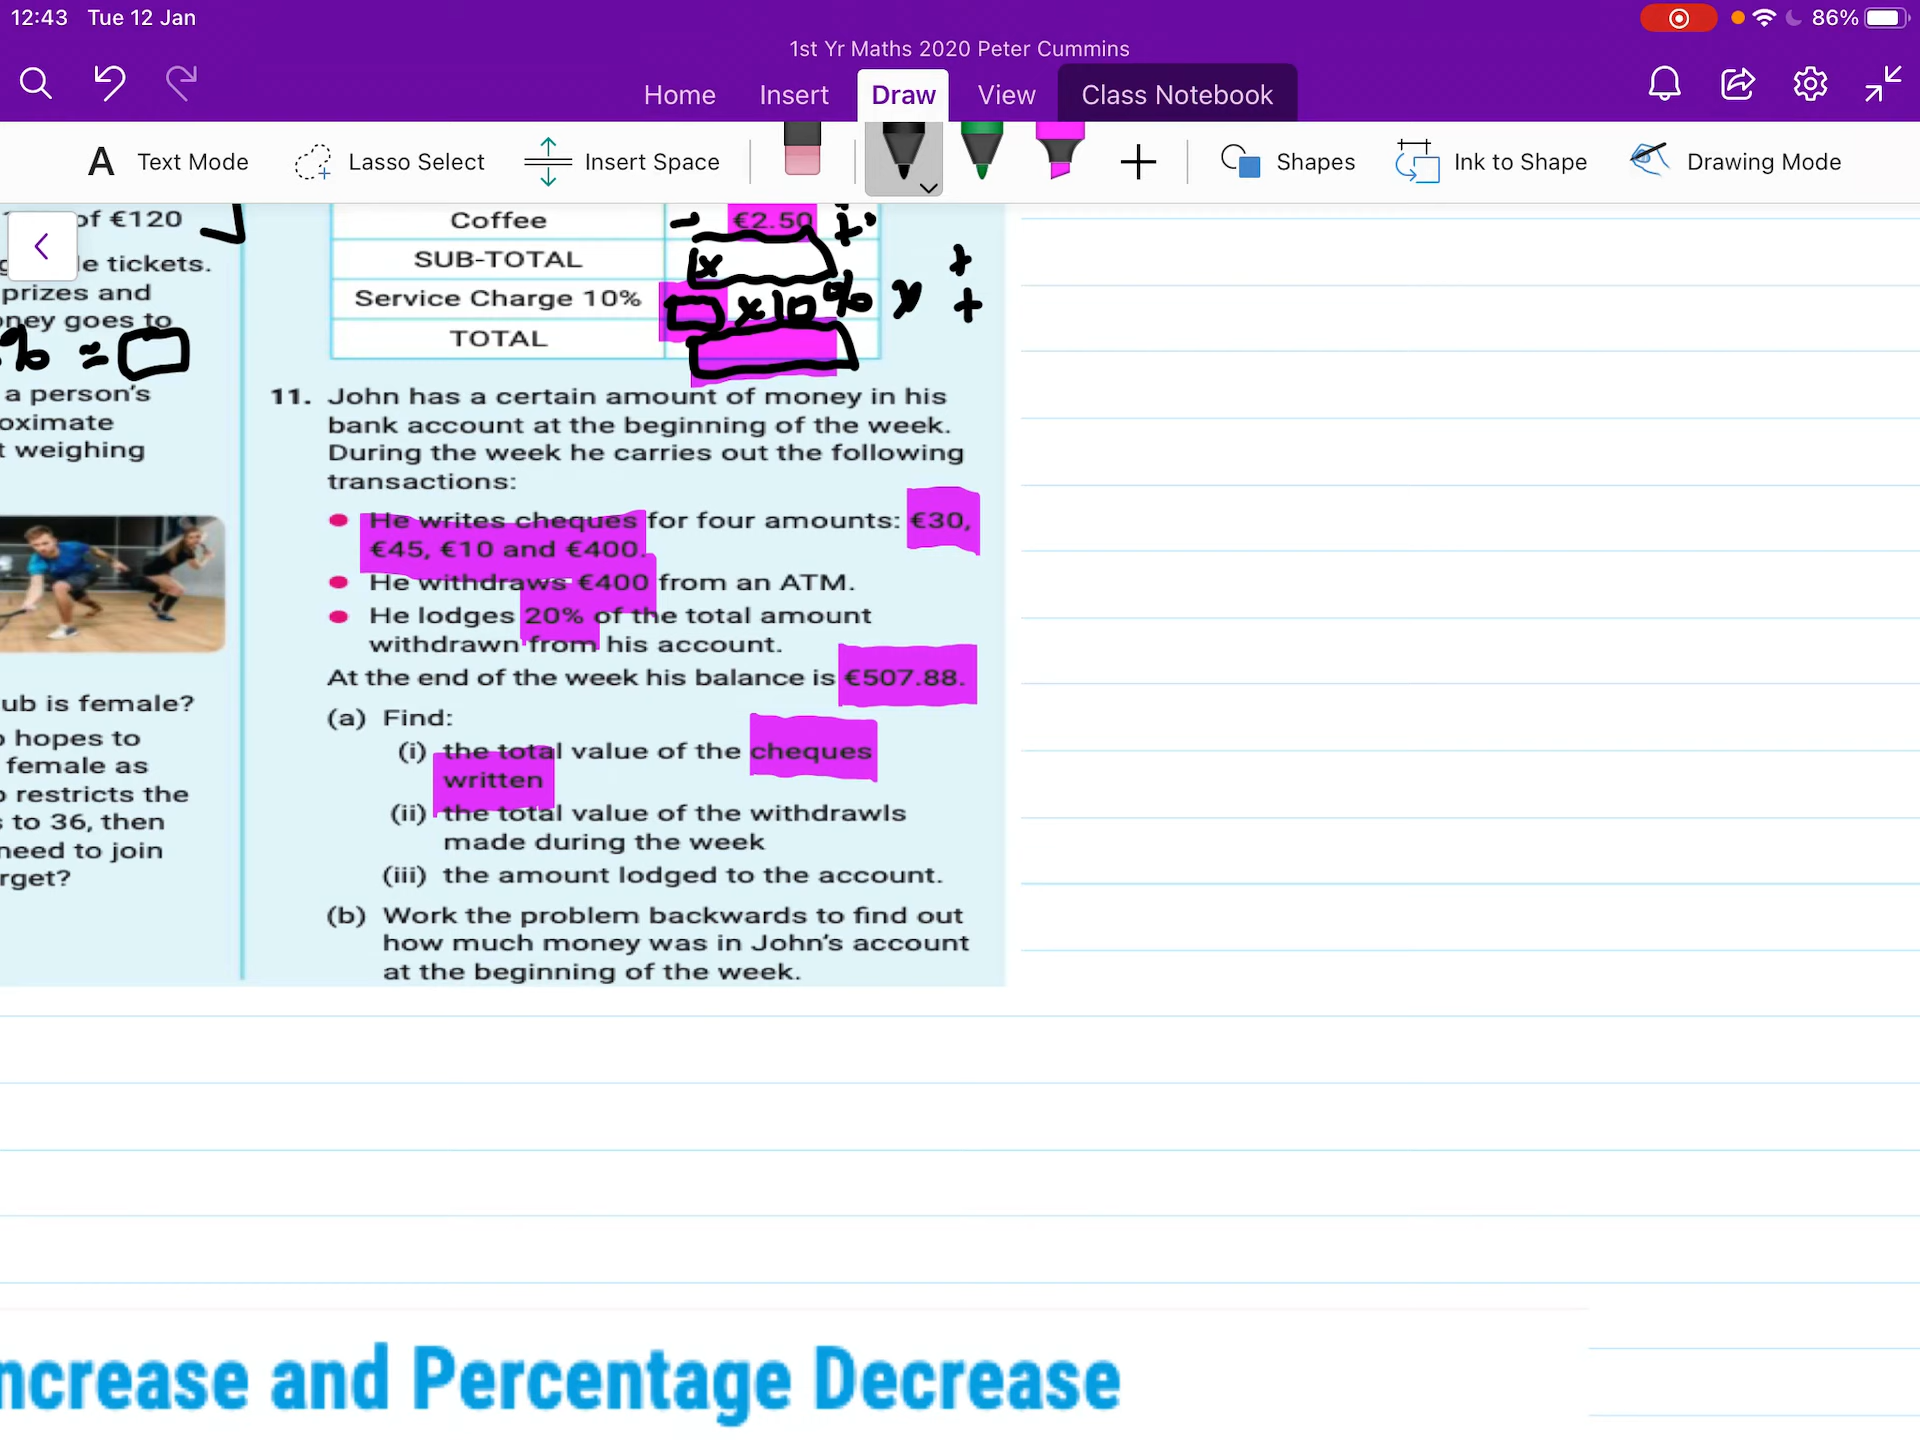 12:43 Tue 12 Jan
86%
1st Yr Maths 2020 Peter Cummins
Home Insert Draw View Class Notebook
A Text Mode Lasso Select Insert Space Shapes Ink to Shape Drawing Mode
of €120
le tickets.
prizes and
oney goes to
% = 
a person's
oximate
t weighing
ub is female?
hopes to
female as
restricts the
s to 36, then
need to join
rget?
Coffee - €2.50 +
SUB-TOTAL x +
Service Charge 10% x 10% x +
TOTAL
11. John has a certain amount of money in his
bank account at the beginning of the week.
During the week he carries out the following
transactions:
He writes cheques for four amounts: €30,
€45, €10 and €400.
He withdraws €400 from an ATM.
He lodges 20% of the total amount
withdrawn from his account.
At the end of the week his balance is €507.88.
(a) Find:
(i) the total value of the cheques
written
(ii) the total value of the withdrawls
made during the week
(iii) the amount lodged to the account.
(b) Work the problem backwards to find out
how much money was in John's account
at the beginning of the week.
ncrease and Percentage Decrease